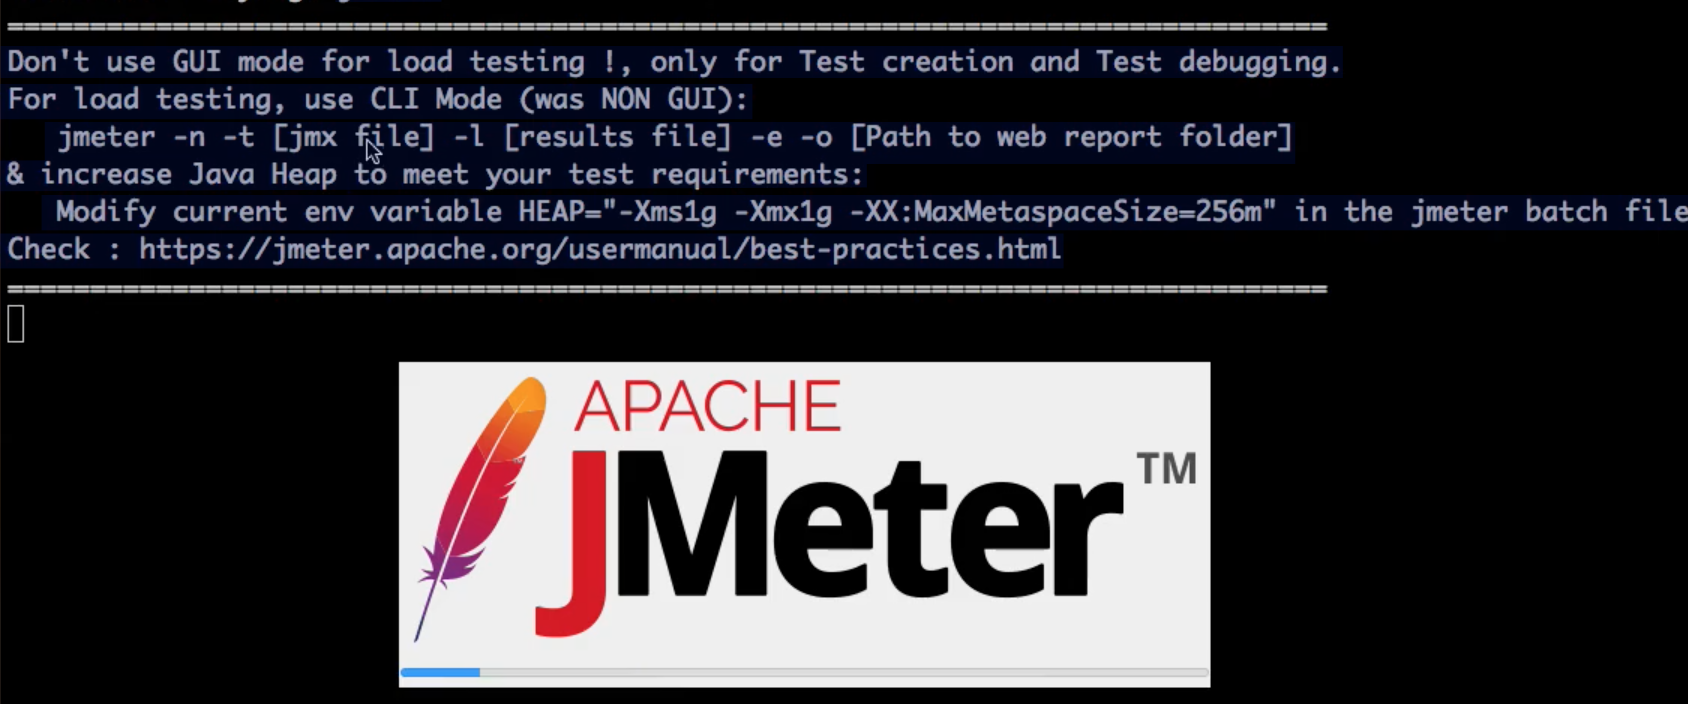 ================================================================================
Don't use GUI mode for load testing !, only for Test creation and Test debugging.
For load testing, use CLI Mode (was NON GUI):
jmeter -n -t [jmx file] -l [results file] -e -o [Path to web report folder]
& increase Java Heap to meet your test requirements:
Modify current env variable HEAP="-Xms1g -Xmx1g -XX:MaxMetaspaceSize=256m" in the jmeter batch file
Check : https://jmeter.apache.org/usermanual/best-practices.html
================================================================================
APACHE
JMeter™